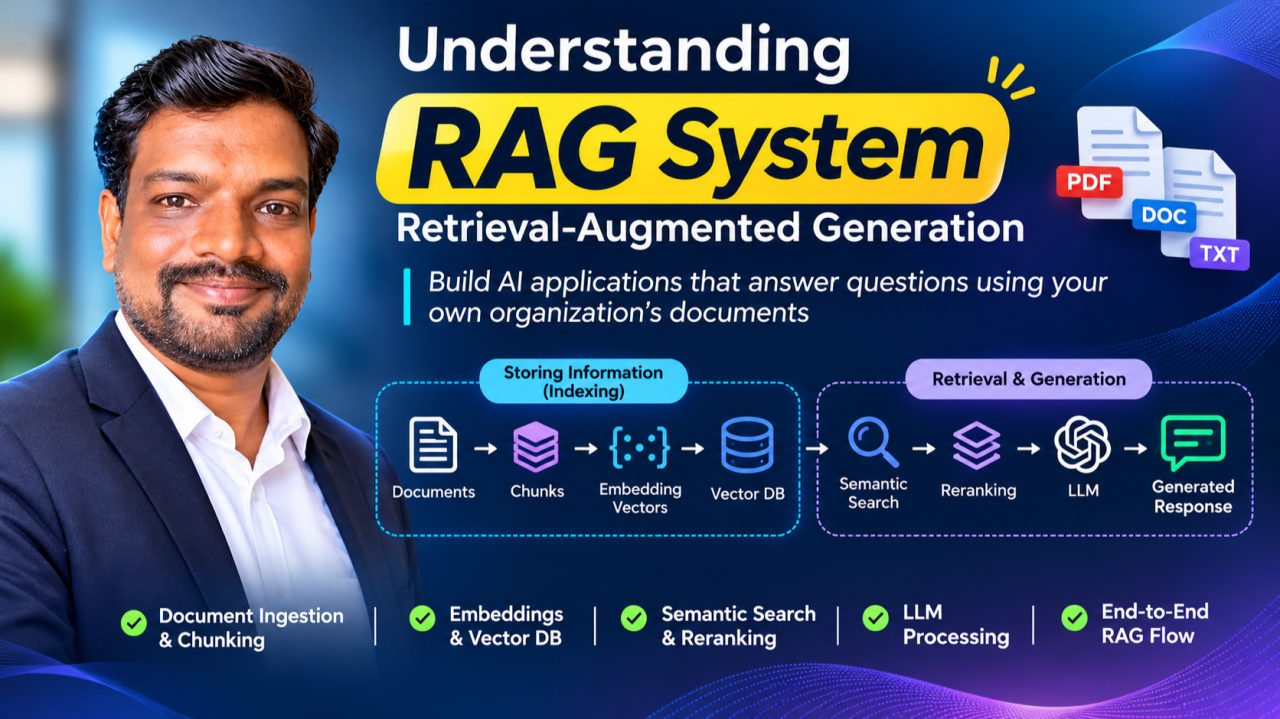 Understanding
RAG System
Retrieval-Augmented Generation
Build AI applications that answer questions using your
own organization’s documents
PDF
DOC
TXT
Storing Information
(Indexing)
Documents
Chunks
Embedding
Vectors
Vector DB
Retrieval & Generation
Semantic
Search
Reranking
LLM
Generated
Response
Document Ingestion
& Chunking
Embeddings
& Vector DB
Semantic Search
& Reranking
LLM
Processing
End-to-End
RAG Flow